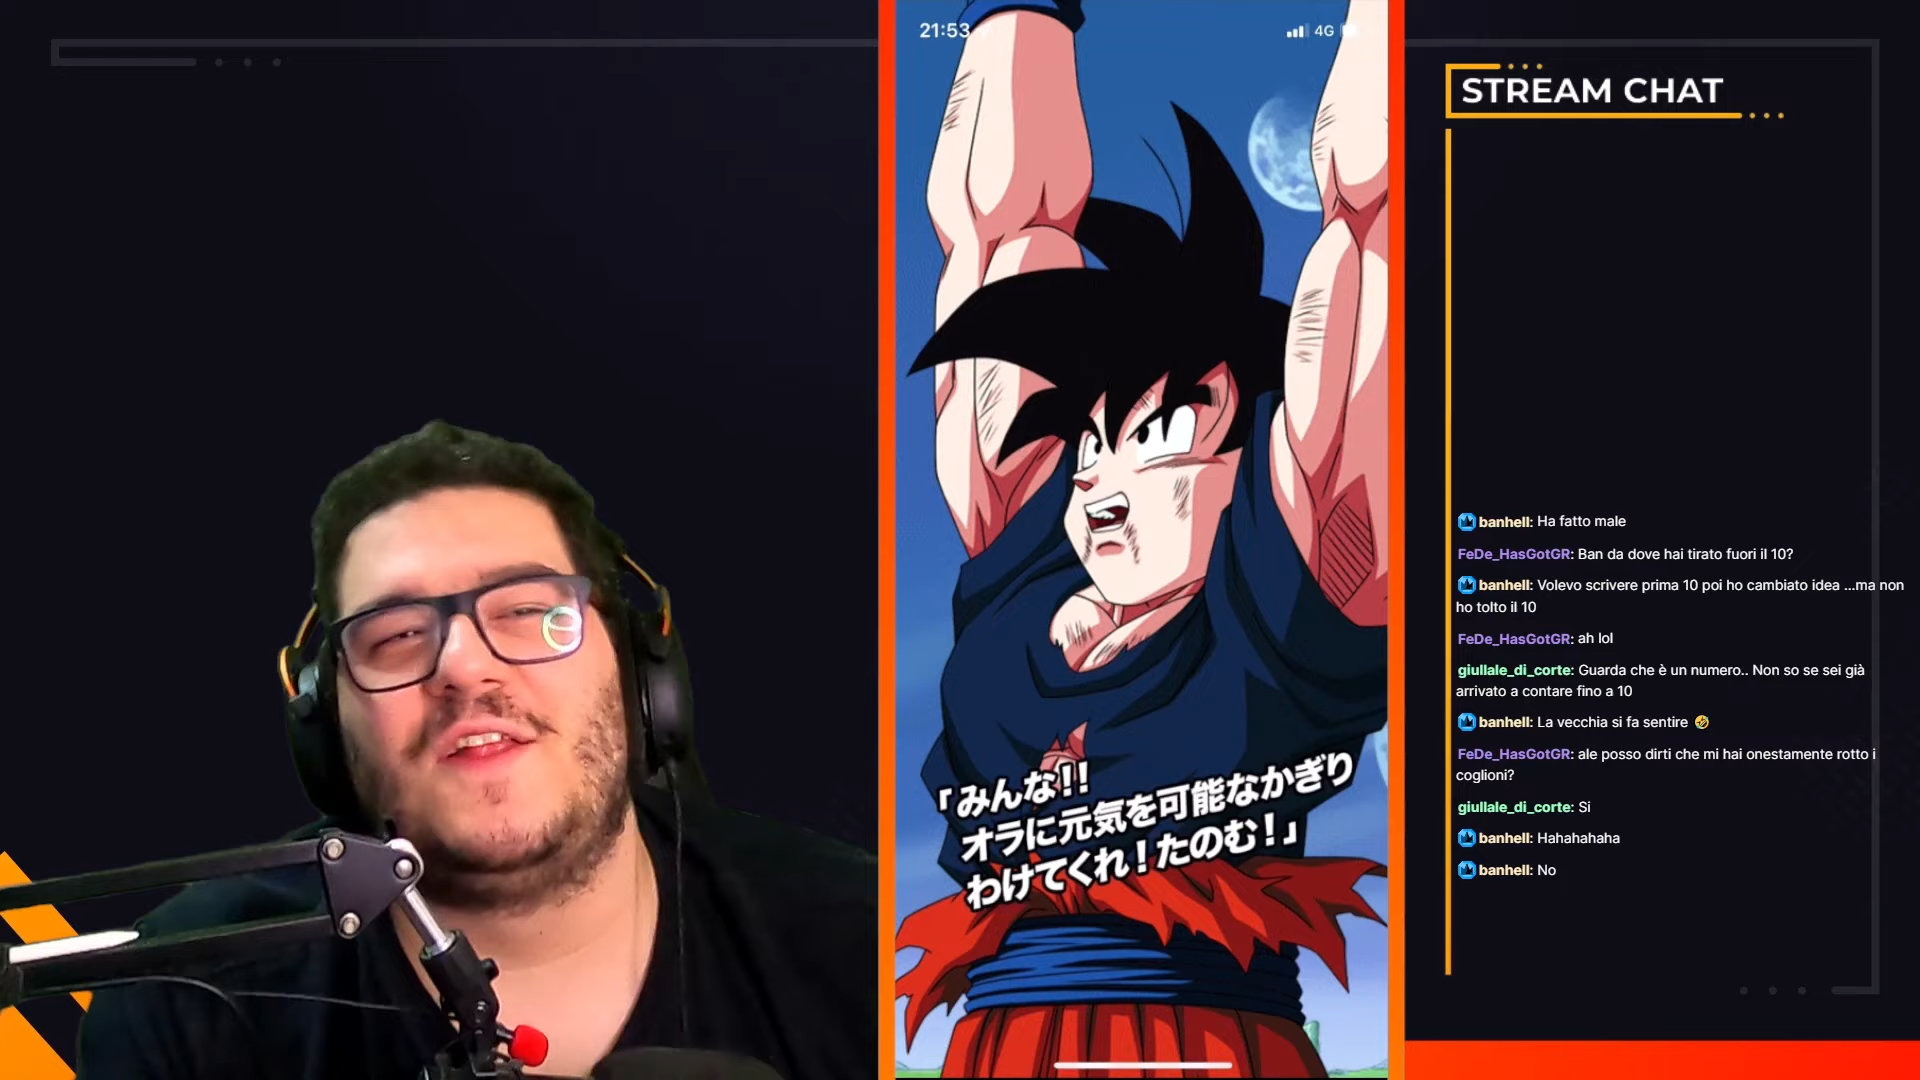 21:53
4G
STREAM CHAT
「みんな!!
オラに元気を可能なかぎり
わけてくれ!たのむ!」
banhell: Ha fatto male
FeDe_HasGotGR: Ban da dove hai tirato fuori il 10?
banhell: Volevo scrivere prima 10 poi ho cambiato idea ...ma non
ho tolto il 10
FeDe_HasGotGR: ah lol
giullale_di_corte: Guarda che è un numero.. Non so se sei già
arrivato a contare fino a 10
banhell: La vecchia si fa sentire 🤣
FeDe_HasGotGR: ale posso dirti che mi hai onestamente rotto i
coglioni?
giullale_di_corte: Si
banhell: Hahahahaha
banhell: No